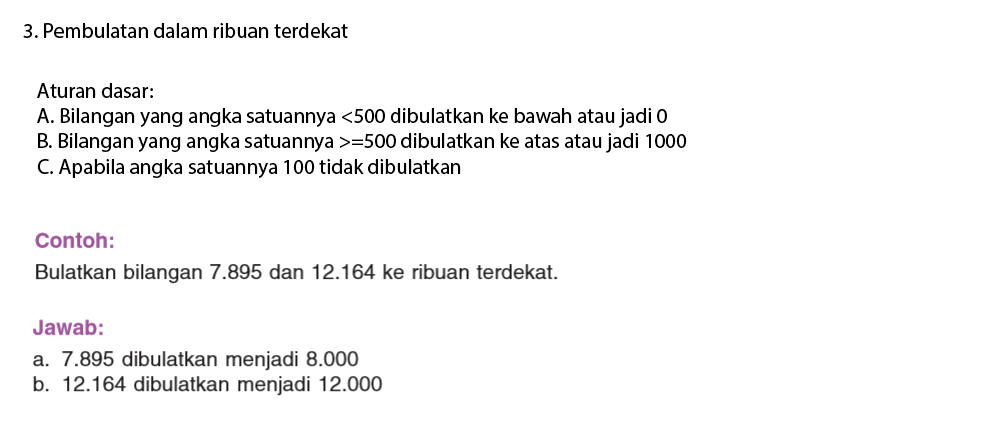 3. Pembulatan dalam ribuan terdekat
Aturan dasar:
A. Bilangan yang angka satuannya <500 dibulatkan ke bawah atau jadi 0
B. Bilangan yang angka satuannya >=500 dibulatkan ke atas atau jadi 1000
C. Apabila angka satuannya 100 tidak dibulatkan
Contoh:
Bulatkan bilangan 7.895 dan 12.164 ke ribuan terdekat.
Jawab:
a. 7.895 dibulatkan menjadi 8.000
b. 12.164 dibulatkan menjadi 12.000